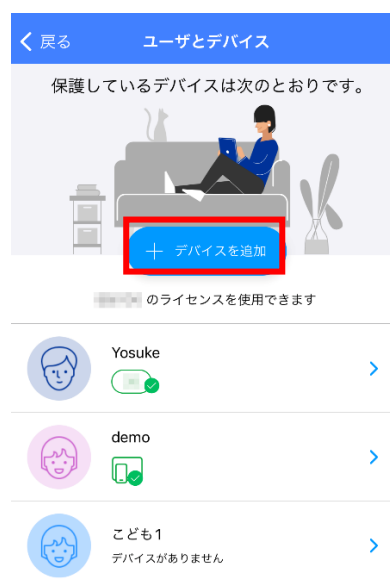 戻る ユーザとデバイス
保護しているデバイスは次のとおりです。
デバイスを追加
のライセンスを使用できます
Yosuke
demo
こども1
デバイスがありません